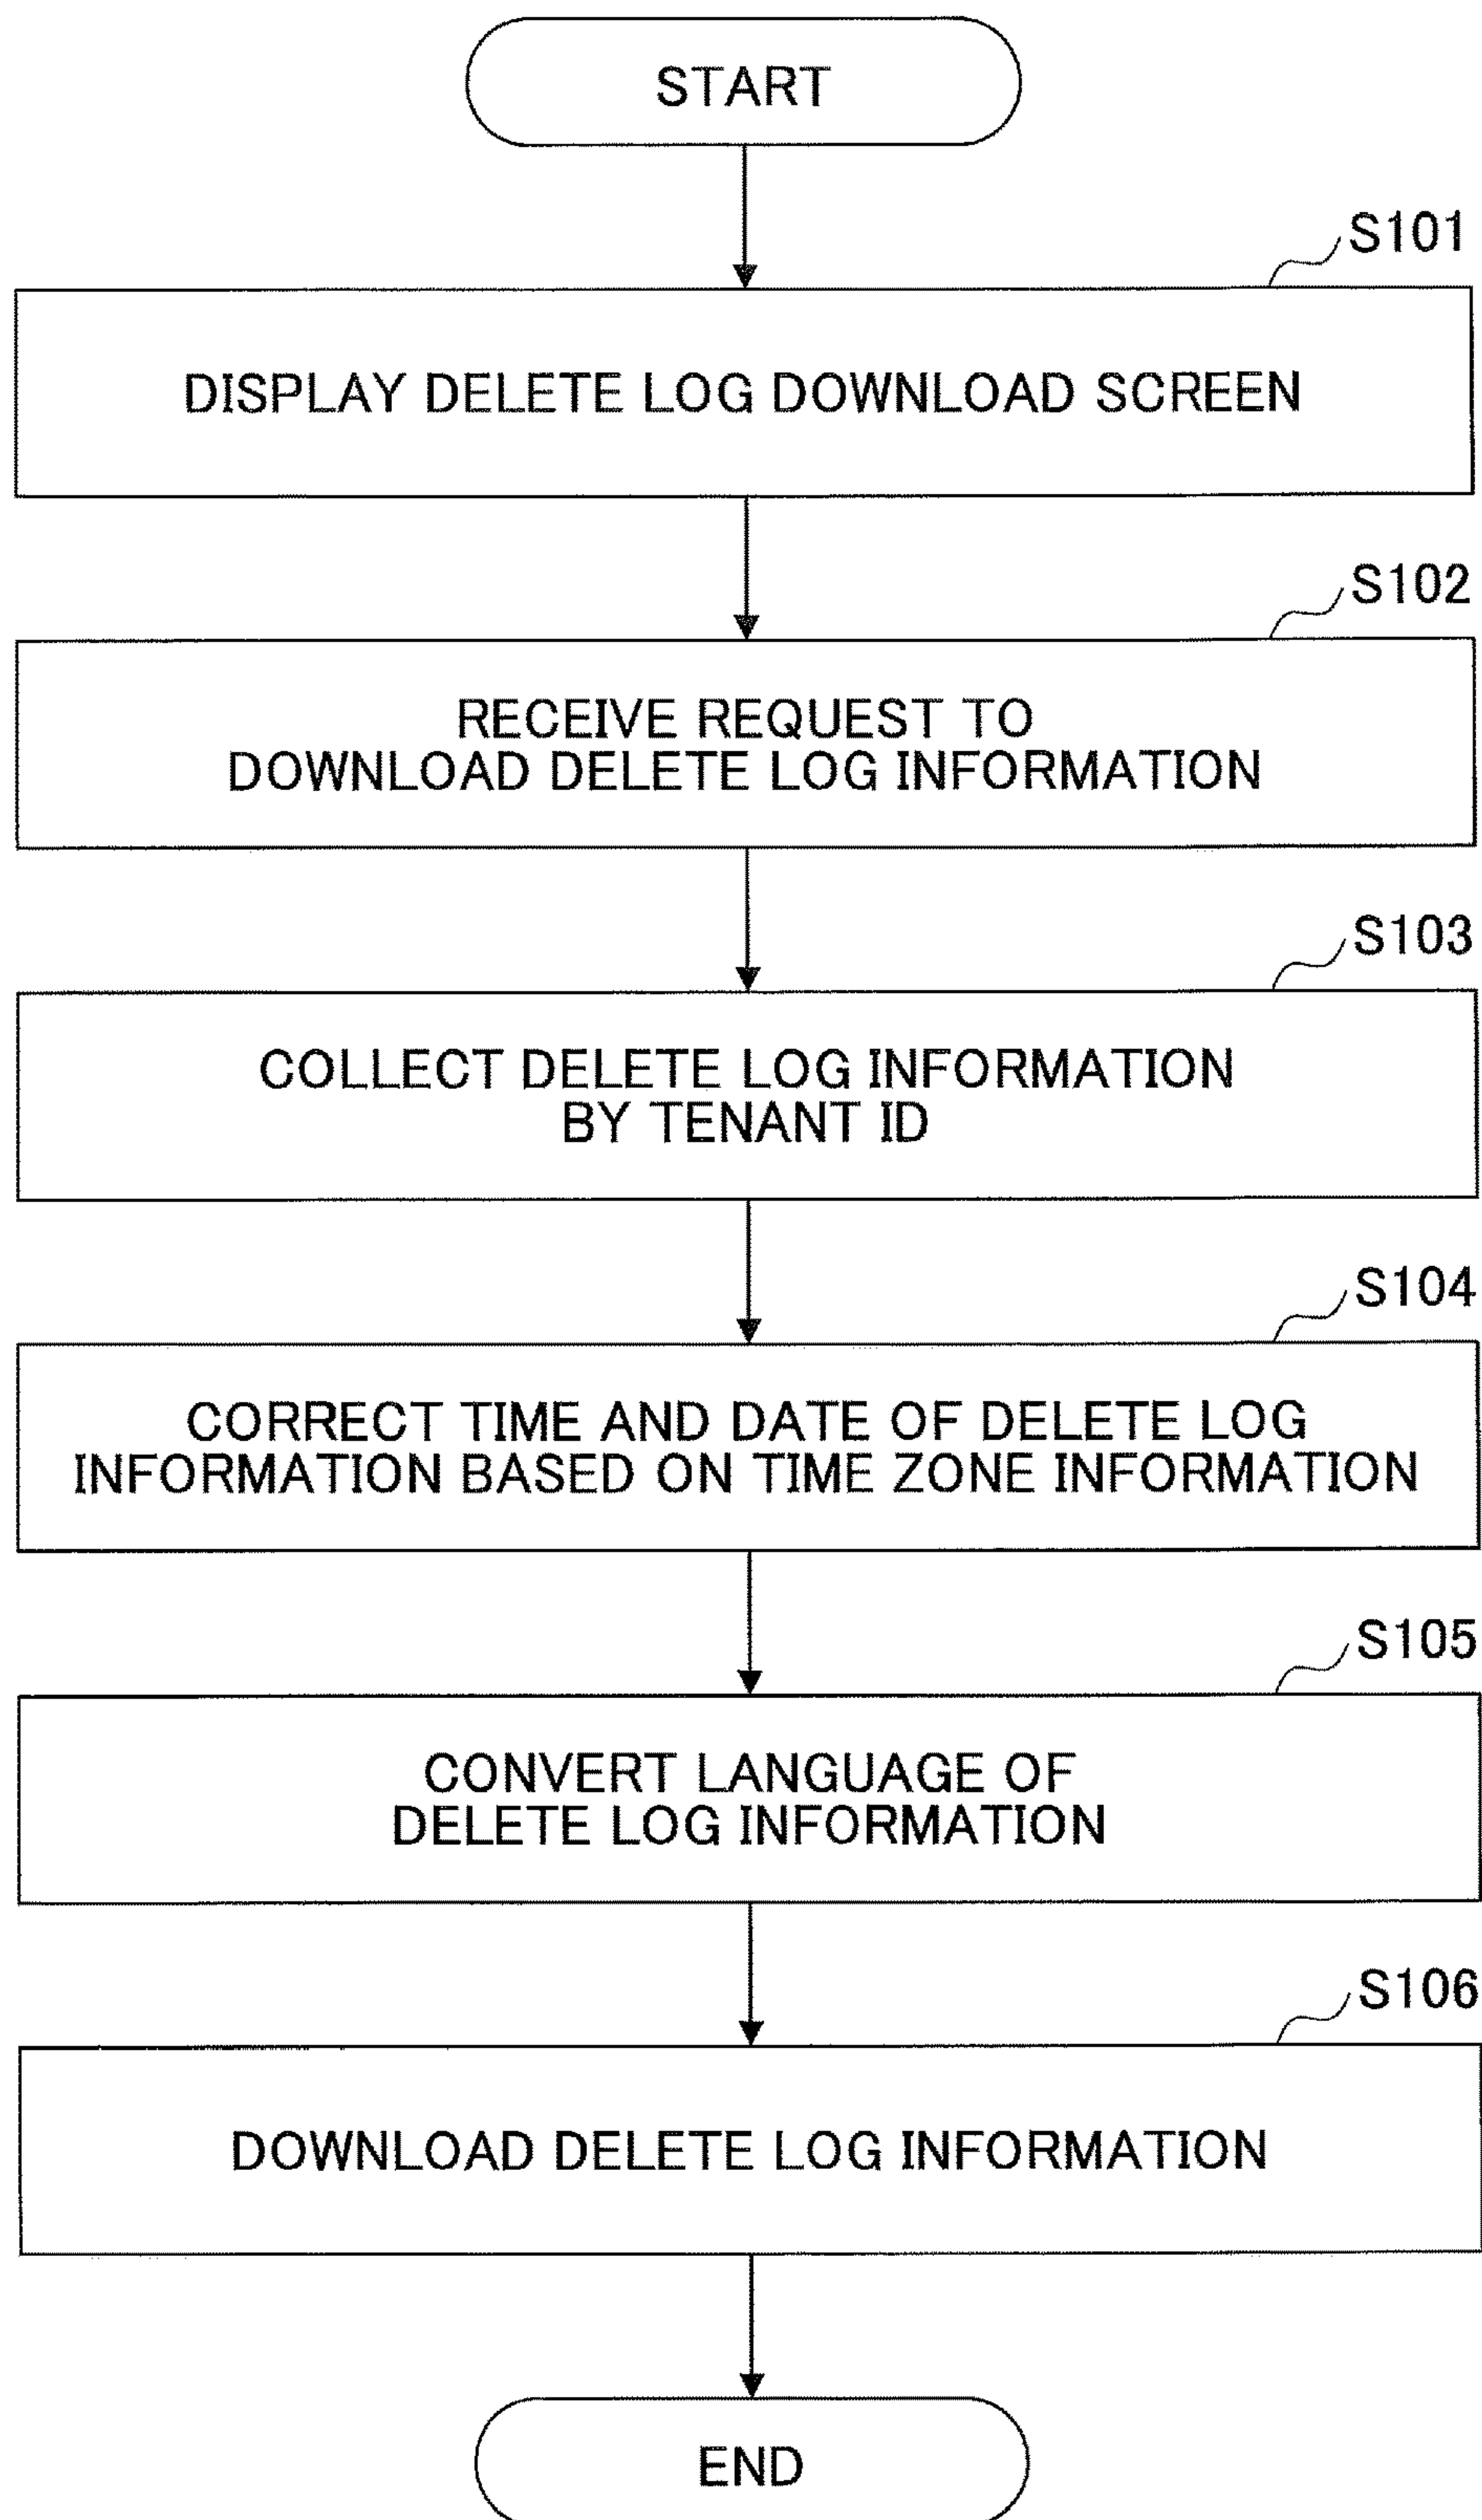 START
S101
DISPLAY DELETE LOG DOWNLOAD SCREEN
S102
RECEIVE REQUEST TO
DOWNLOAD DELETE LOG INFORMATION
S103
COLLECT DELETE LOG INFORMATION
BY TENANT ID
S104
CORRECT TIME AND DATE OF DELETE LOG
INFORMATION BASED ON TIME ZONE INFORMATION
S105
CONVERT LANGUAGE OF
DELETE LOG INFORMATION
S106
DOWNLOAD DELETE LOG INFORMATION
END